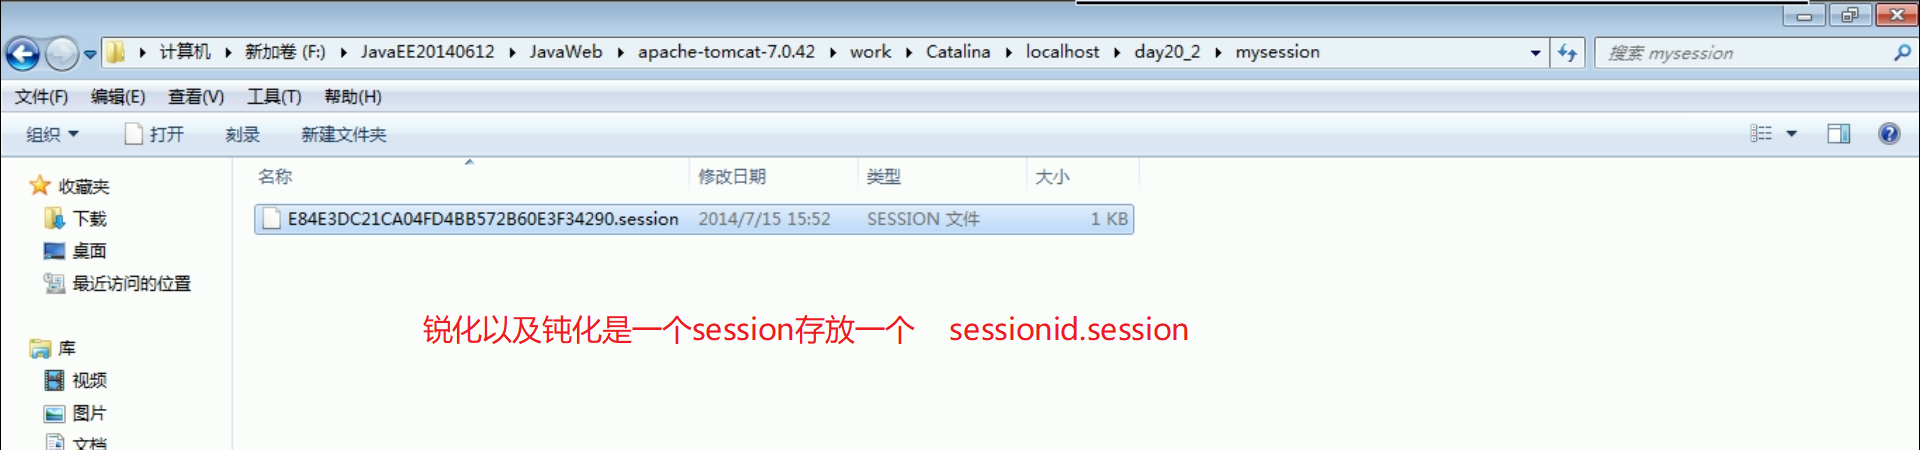 计算机 新加卷 (F:) JavaEE20140612 JavaWeb apache-tomcat-7.0.42 work Catalina localhost day20_2 mysession 搜索 mysession
文件(F) 编辑(E) 查看(V) 工具(T) 帮助(H)
组织 打开 刻录 新建文件夹
名称 修改日期 类型 大小
收藏夹
E84E3DC21CA04FD4BB572B60E3F34290.session 2014/7/15 15:52 SESSION 文件 1 KB
下载
桌面
最近访问的位置
锐化以及钝化是一个session存放一个 sessionid.session
库
视频
图片
文档